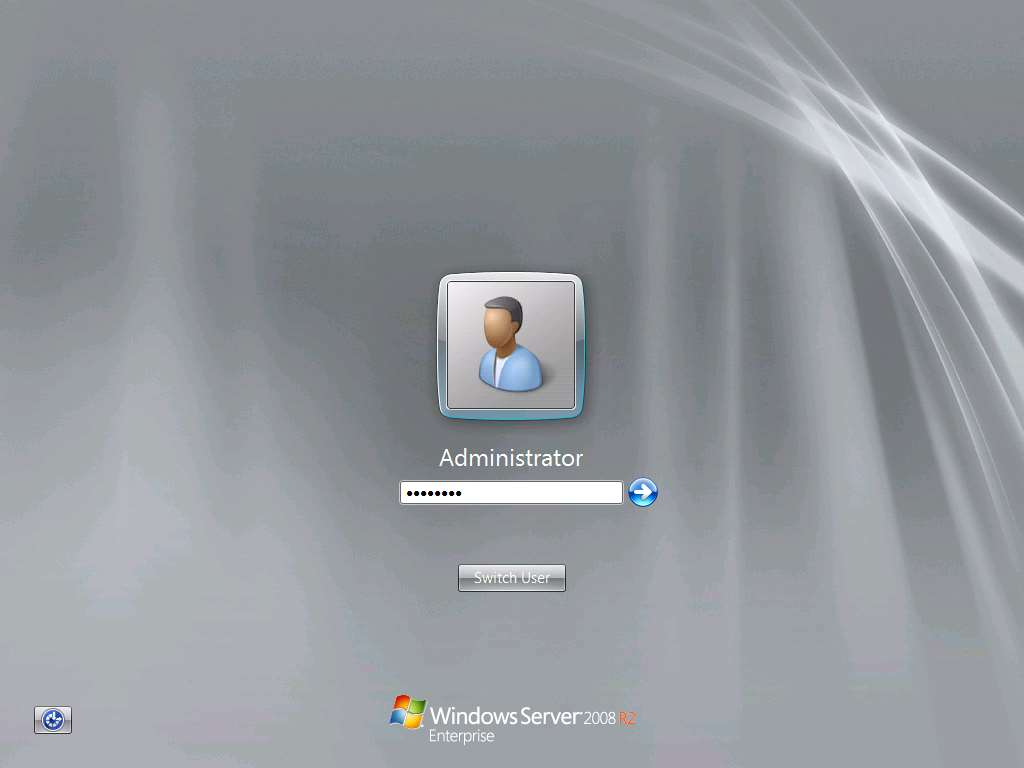 Administrator
••••••••
Switch User
Windows Server 2008 R2
Enterprise